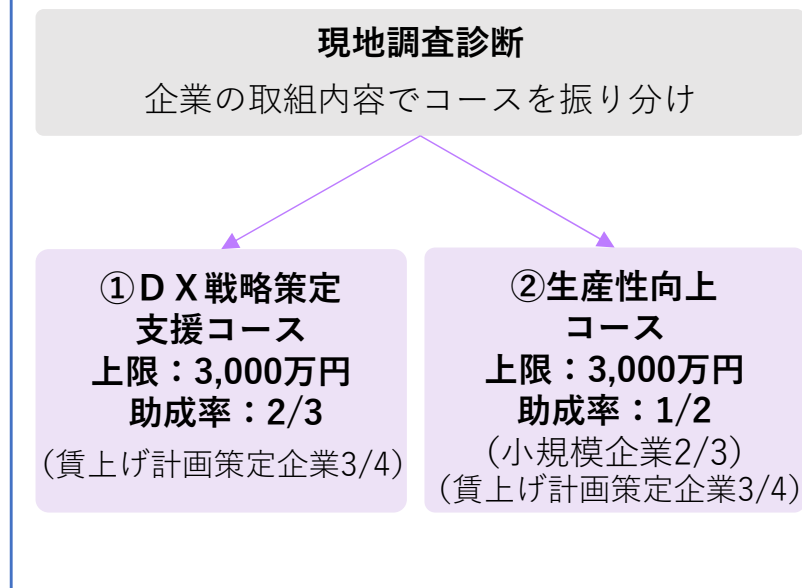 現地調査診断
企業の取組内容でコースを振り分け
①ＤＸ戦略策定
支援コース
上限：3,000万円
助成率：2/3
(賃上げ計画策定企業3/4)
②生産性向上
コース
上限：3,000万円
助成率：1/2
(小規模企業2/3)
(賃上げ計画策定企業3/4)